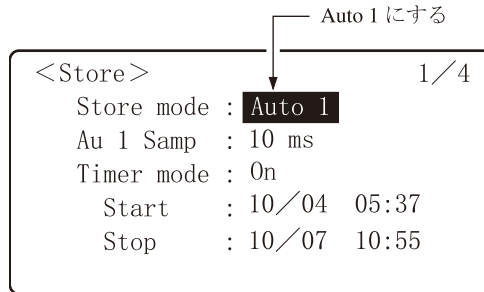 Auto 1 にする
＜Store＞ 1／4
Store mode : Auto 1
Au 1 Samp : 10 ms
Timer mode : On
Start : 10／04 05:37
Stop : 10／07 10:55